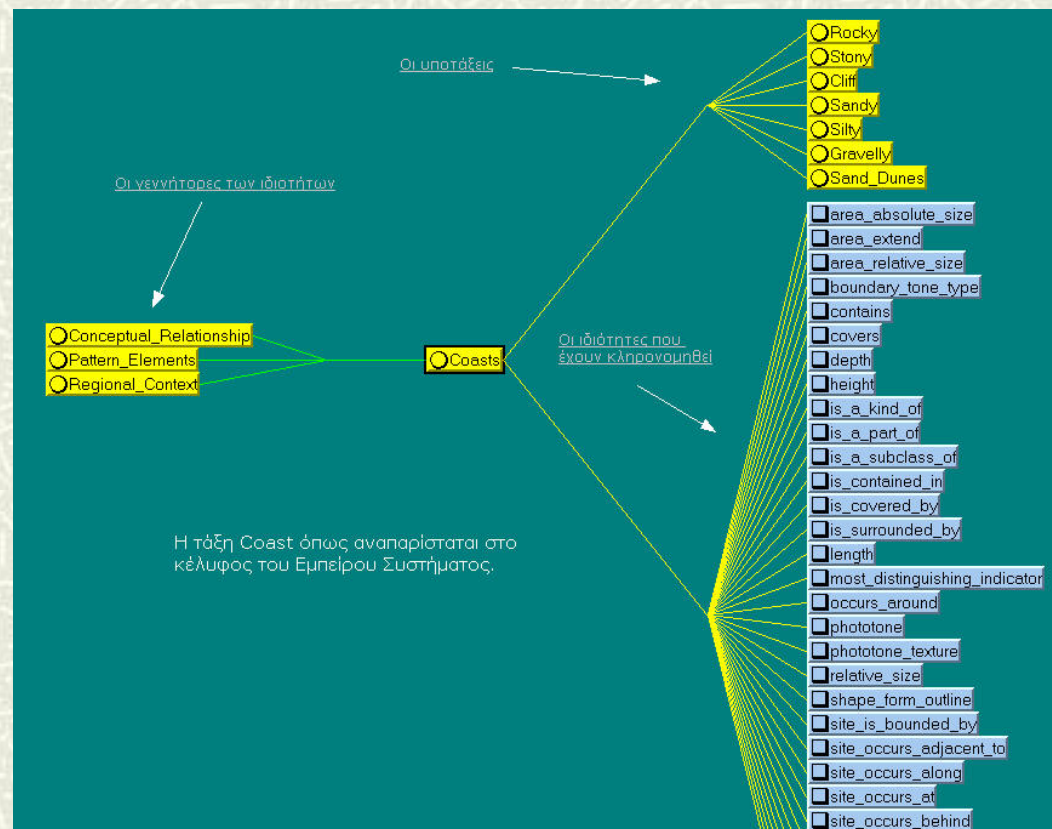 Οι υποτάξεις
Rocky
Stony
Cliff
Sandy
Silty
Gravelly
Sand_Dunes
Οι γεννήτορες των ιδιοτήτων
Conceptual_Relationship
Pattern_Elements
Regional_Context
Coasts
Οι ιδιότητες που
έχουν κληρονομηθεί
Η τάξη Coast όπως αναπαρίσταται στο
κέλυφος του Εμπείρου Συστήματος.
area_absolute_size
area_extend
area_relative_size
boundary_tone_type
contains
covers
depth
height
is_a_kind_of
is_a_part_of
is_a_subclass_of
is_contained_in
is_covered_by
is_surrounded_by
length
most_distinguishing_indicator
occurs_around
phototone
phototone_texture
relative_size
shape_form_outline
site_is_bounded_by
site_occurs_adjacent_to
site_occurs_along
site_occurs_at
site_occurs_behind